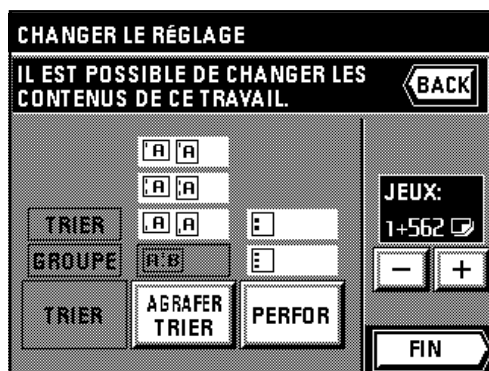 CHANGER LE RÉGLAGE
IL EST POSSIBLE DE CHANGER LES
CONTENUS DE CE TRAVAIL.
BACK
A A
A A
TRIER
A A
GROUPE
A B
TRIER
AGRAFER
TRIER
PERFOR
JEUX:
1+562
- +
FIN